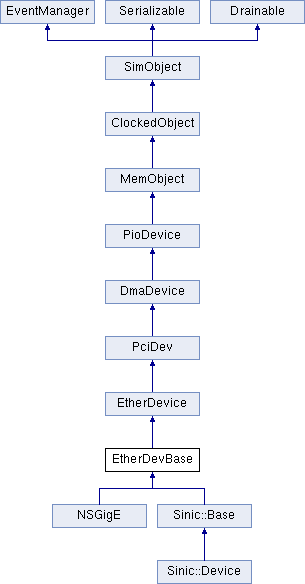 EventManager Serializable Drainable
SimObject
ClockedObject
MemObject
PioDevice
DmaDevice
PciDev
EtherDevice
EtherDevBase
NSGigE Sinic::Base
Sinic::Device